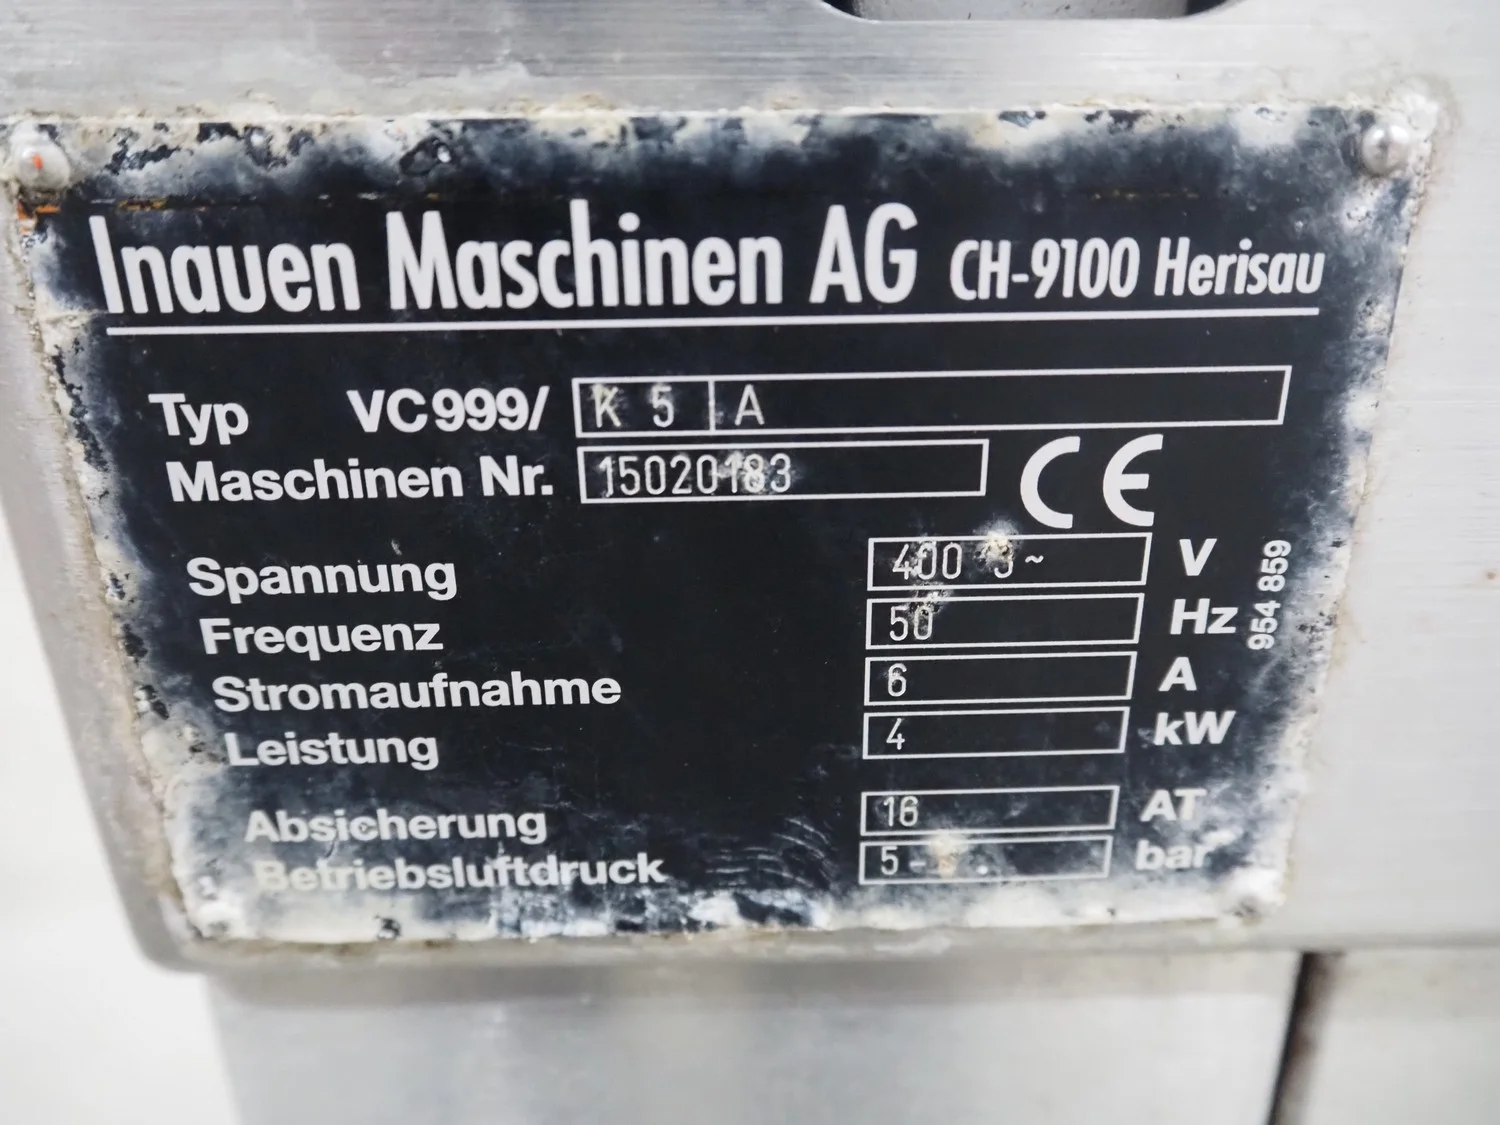 Inauen Maschinen AG CH-9100 Herisau
Typ VC999/ K 5 A
Maschinen Nr. 15020183
CE
Spannung 400 3~ V
Frequenz 50 Hz
Stromaufnahme 6 A
Leistung 4 kW
Absicherung 16 AT
Betriebsluftdruck 5- bar
954 859